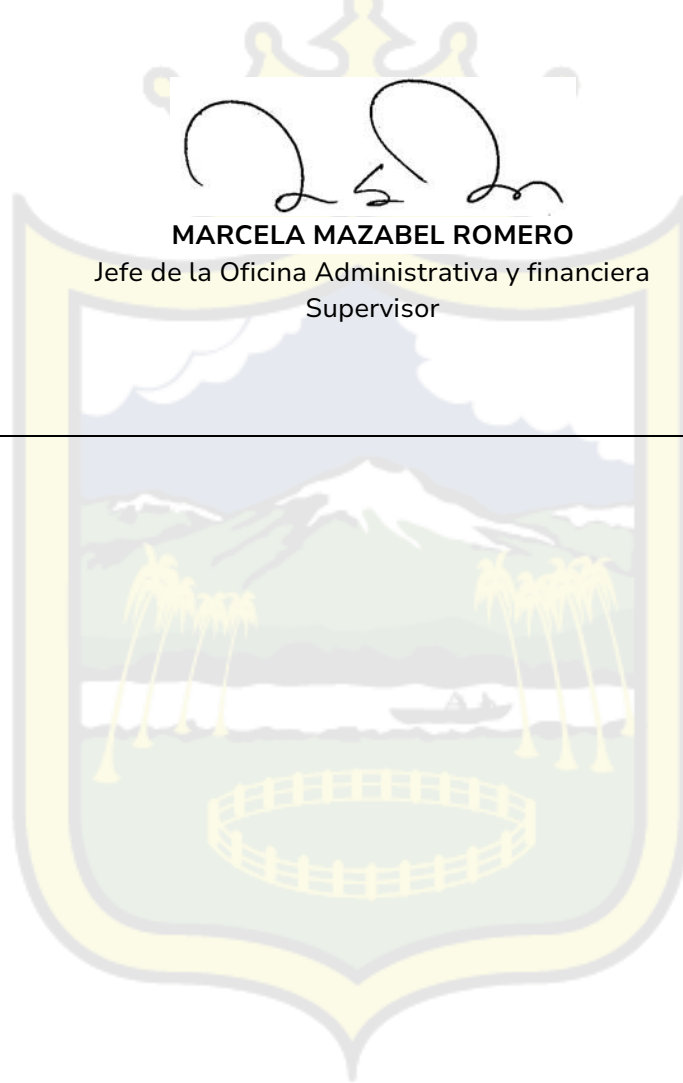 MARCELA MAZABEL ROMERO
Jefe de la Oficina Administrativa y financiera
Supervisor